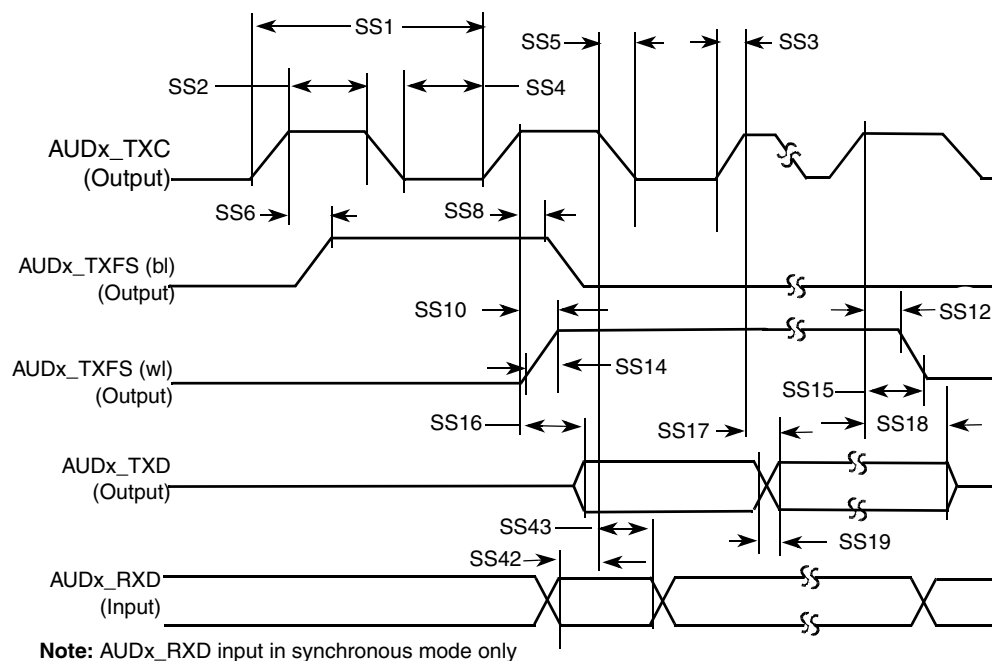 SS1
SS5
SS3
SS2
SS4
AUDx_TXC
(Output)
SS6
SS8
AUDx_TXFS (bl)
(Output)
SS10
SS12
AUDx_TXFS (wl)
(Output)
SS14
SS15
SS16
SS17
SS18
AUDx_TXD
(Output)
SS43
SS19
SS42
AUDx_RXD
(Input)
Note: AUDx_RXD input in synchronous mode only